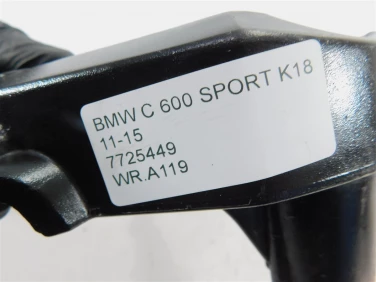 BMW C 600 SPORT K18
11-15
7725449
WR.A119